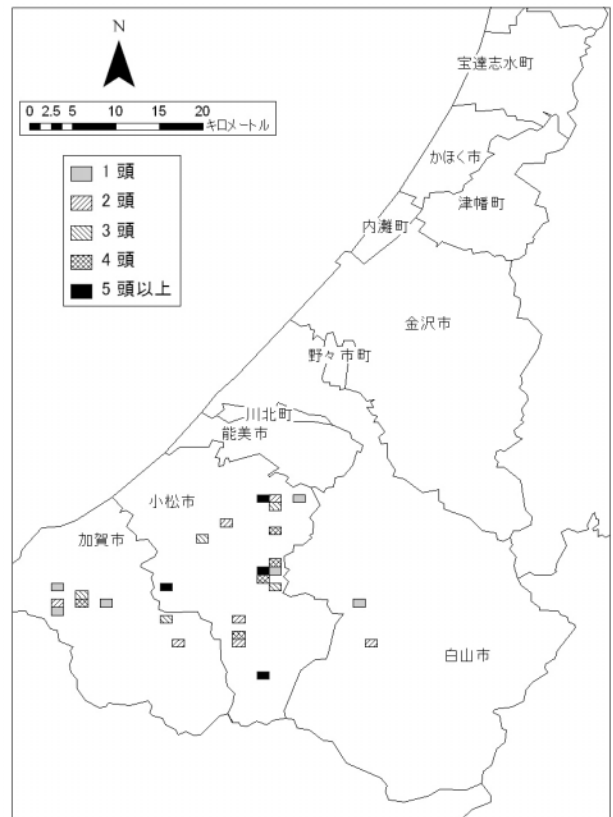 N
0 2.5 5 10 15 20
キロメートル
1 頭
2 頭
3 頭
4 頭
5 頭以上
宝達志水町
かほく市
津幡町
内灘町
金沢市
野々市町
川北町
能美市
小松市
加賀市
白山市